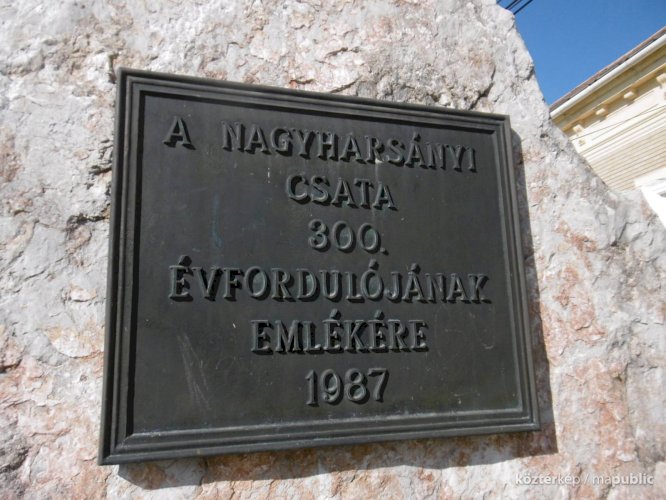 A NAGYHARSÁNYI
CSATA
300.
ÉVFORDULÓJÁNAK
EMLÉKÉRE
1987
köztérkép / mapublic